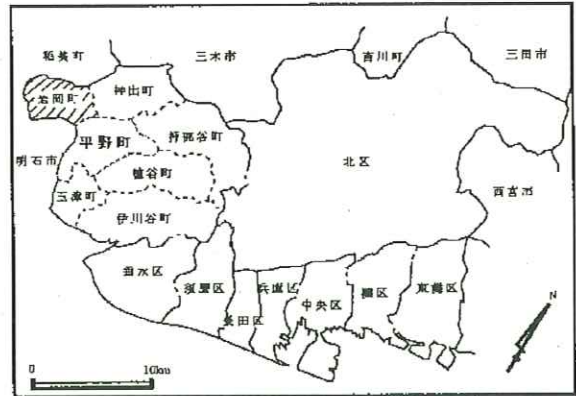 稲美町
三木市
吉川町
三田市
岩岡町
神出町
平野町
押部谷町
明石市
櫨谷町
北区
玉津町
西宮市
伊川谷町
垂水区
須磨区
長田区
兵庫区
中央区
灘区
東灘区
N
0
10km